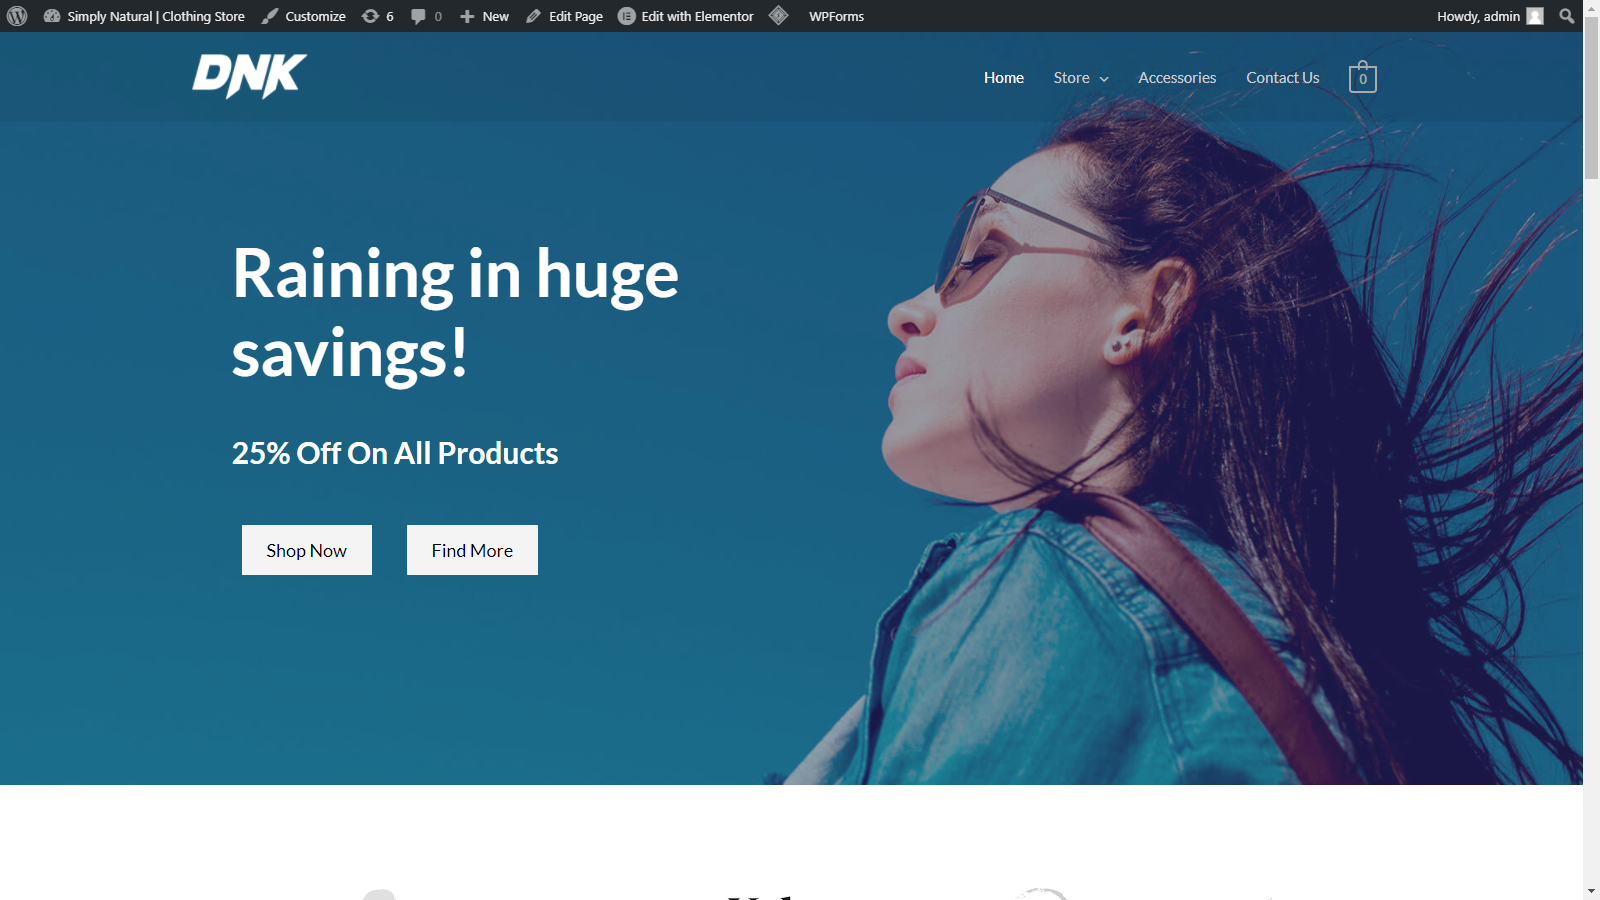 Simply Natural | Clothing Store
Customize
6
0
New
Edit Page
Edit with Elementor
WPForms
Howdy, admin
DNK
Home
Store
Accessories
Contact Us
0
Raining in huge
savings!
25% Off On All Products
Shop Now
Find More